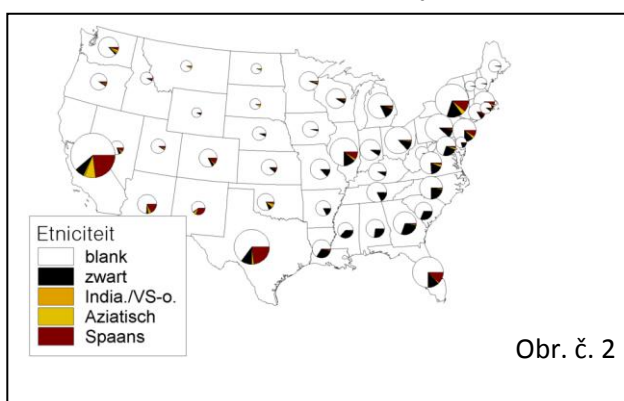 Etniciteit
blank
zwart
India./VS-o.
Aziatisch
Spaans
Obr. č. 2